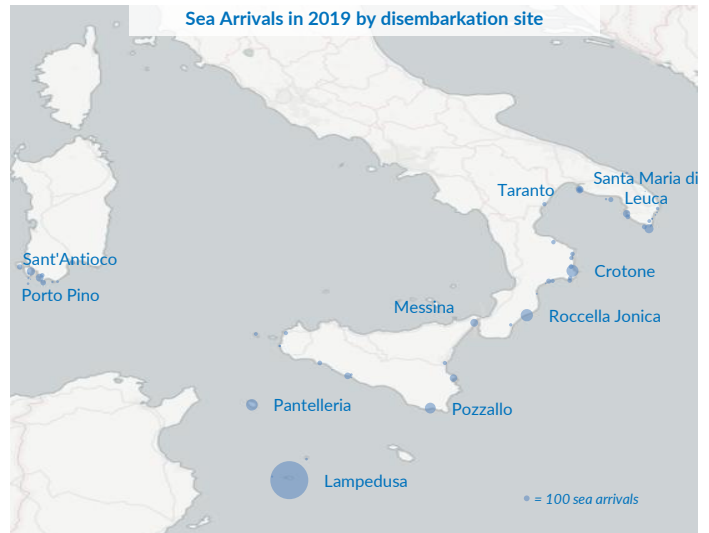 Sea Arrivals in 2019 by disembarkation site
Santa Maria di
Leuca
Taranto
Sant'Antioco
Crotone
Porto Pino
Messina
Roccella Jonica
Pantelleria
Pozzallo
Lampedusa
= 100 sea arrivals